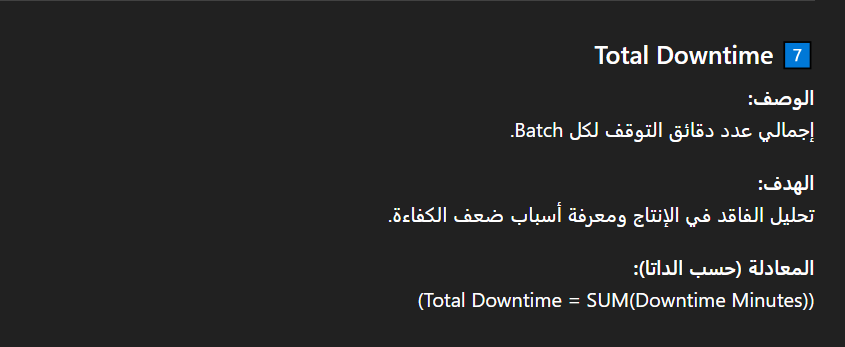 7 Total Downtime
الوصف:
إجمالي عدد دقائق التوقف لكل Batch.
الهدف:
تحليل الفاقد في الإنتاج ومعرفة أسباب ضعف الكفاءة.
المعادلة (حسب الداتا):
(Total Downtime = SUM(Downtime Minutes))